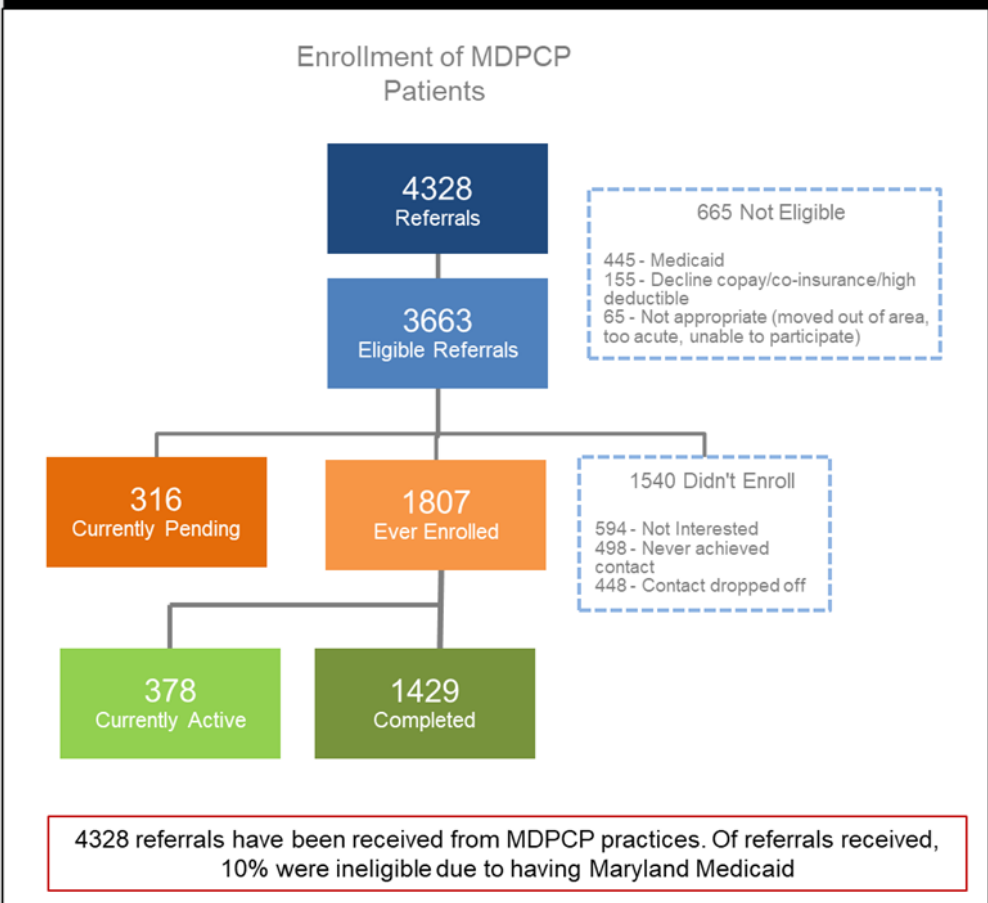 Enrollment of MDPCP
Patients
4328
Referrals
665 Not Eligible
445 - Medicaid
155 - Decline copay/co-insurance/high
deductible
65 - Not appropriate (moved out of area,
too acute, unable to participate)
3663
Eligible Referrals
316
Currently Pending
1807
Ever Enrolled
1540 Didn't Enroll
594 - Not Interested
498 - Never achieved
contact
448 - Contact dropped off
378
Currently Active
1429
Completed
4328 referrals have been received from MDPCP practices. Of referrals received,
10% were ineligible due to having Maryland Medicaid